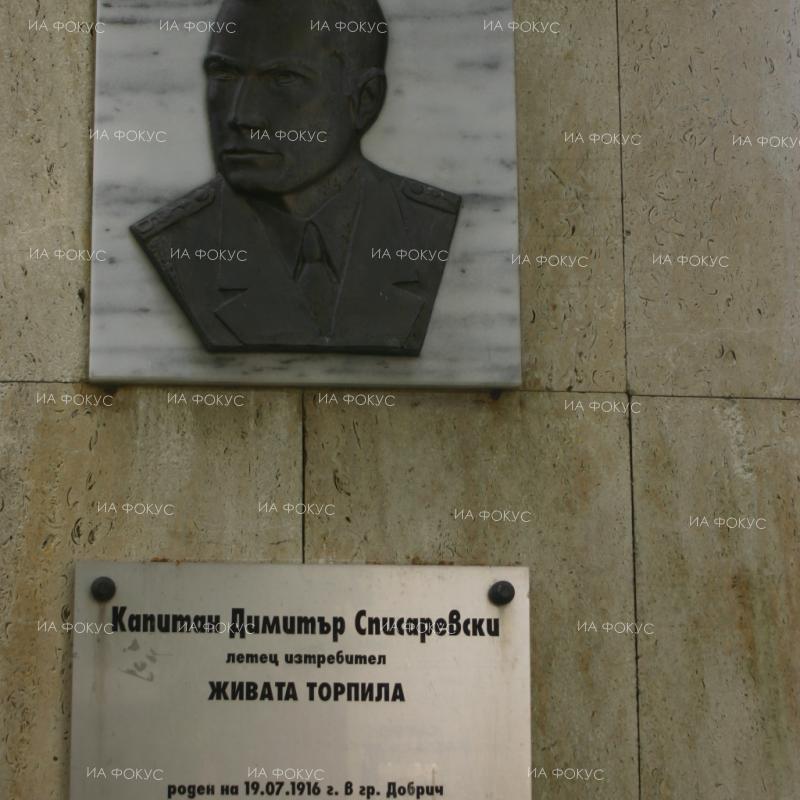 Капитан Димитър Списаревски
летец изтребител
ЖИВАТА ТОРПИЛА
роден на 19.07.1916 г. в гр. Добрич
ИА ФОКУС